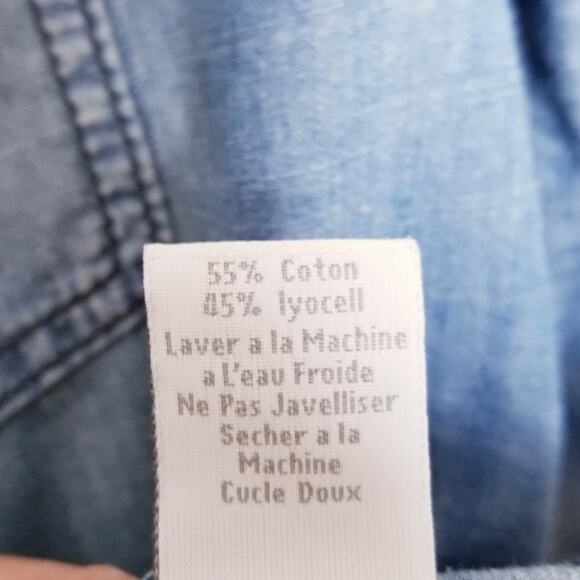 55% Coton
45% lyocell
Laver a la Machine
a L'eau Froide
Ne Pas Javelliser
Secher a la
Machine
Cucle Doux